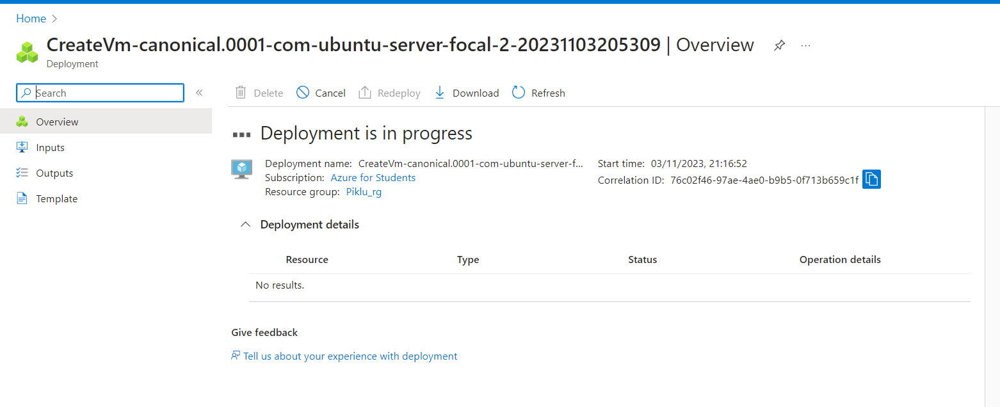 Home
CreateVm-canonical.0001-com-ubuntu-server-focal-2-20231103205309 | Overview
Deployment
Search
Delete Cancel Redeploy Download Refresh
Overview
Inputs
Outputs
Template
Deployment is in progress
Deployment name: CreateVm-canonical.0001-com-ubuntu-server-f...
Subscription: Azure for Students
Resource group: Piklu_rg
Start time: 03/11/2023, 21:16:52
Correlation ID: 76c02f46-97ae-4ae0-b9b5-0f713b659c1f
Deployment details
Resource Type Status Operation details
No results.
Give feedback
Tell us about your experience with deployment